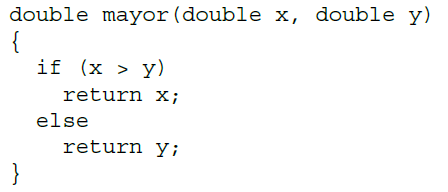 double mayor(double x, double y)
{
  if (x > y)
    return x;
  else
    return y;
}